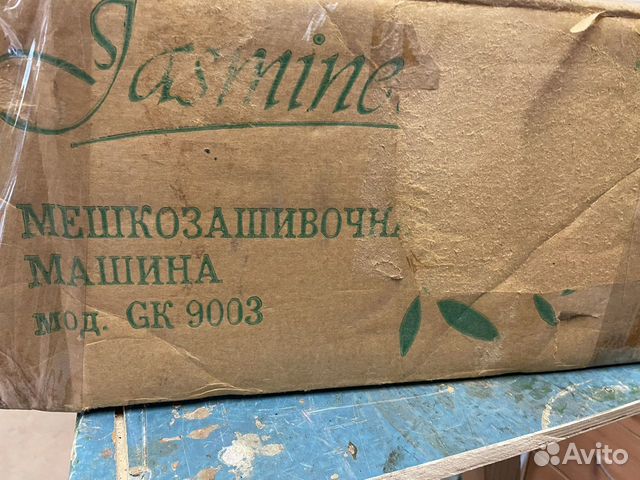 Jasmine
МЕШКОЗАШИВОЧН
МАШИНА
мод. GK 9003
Avito